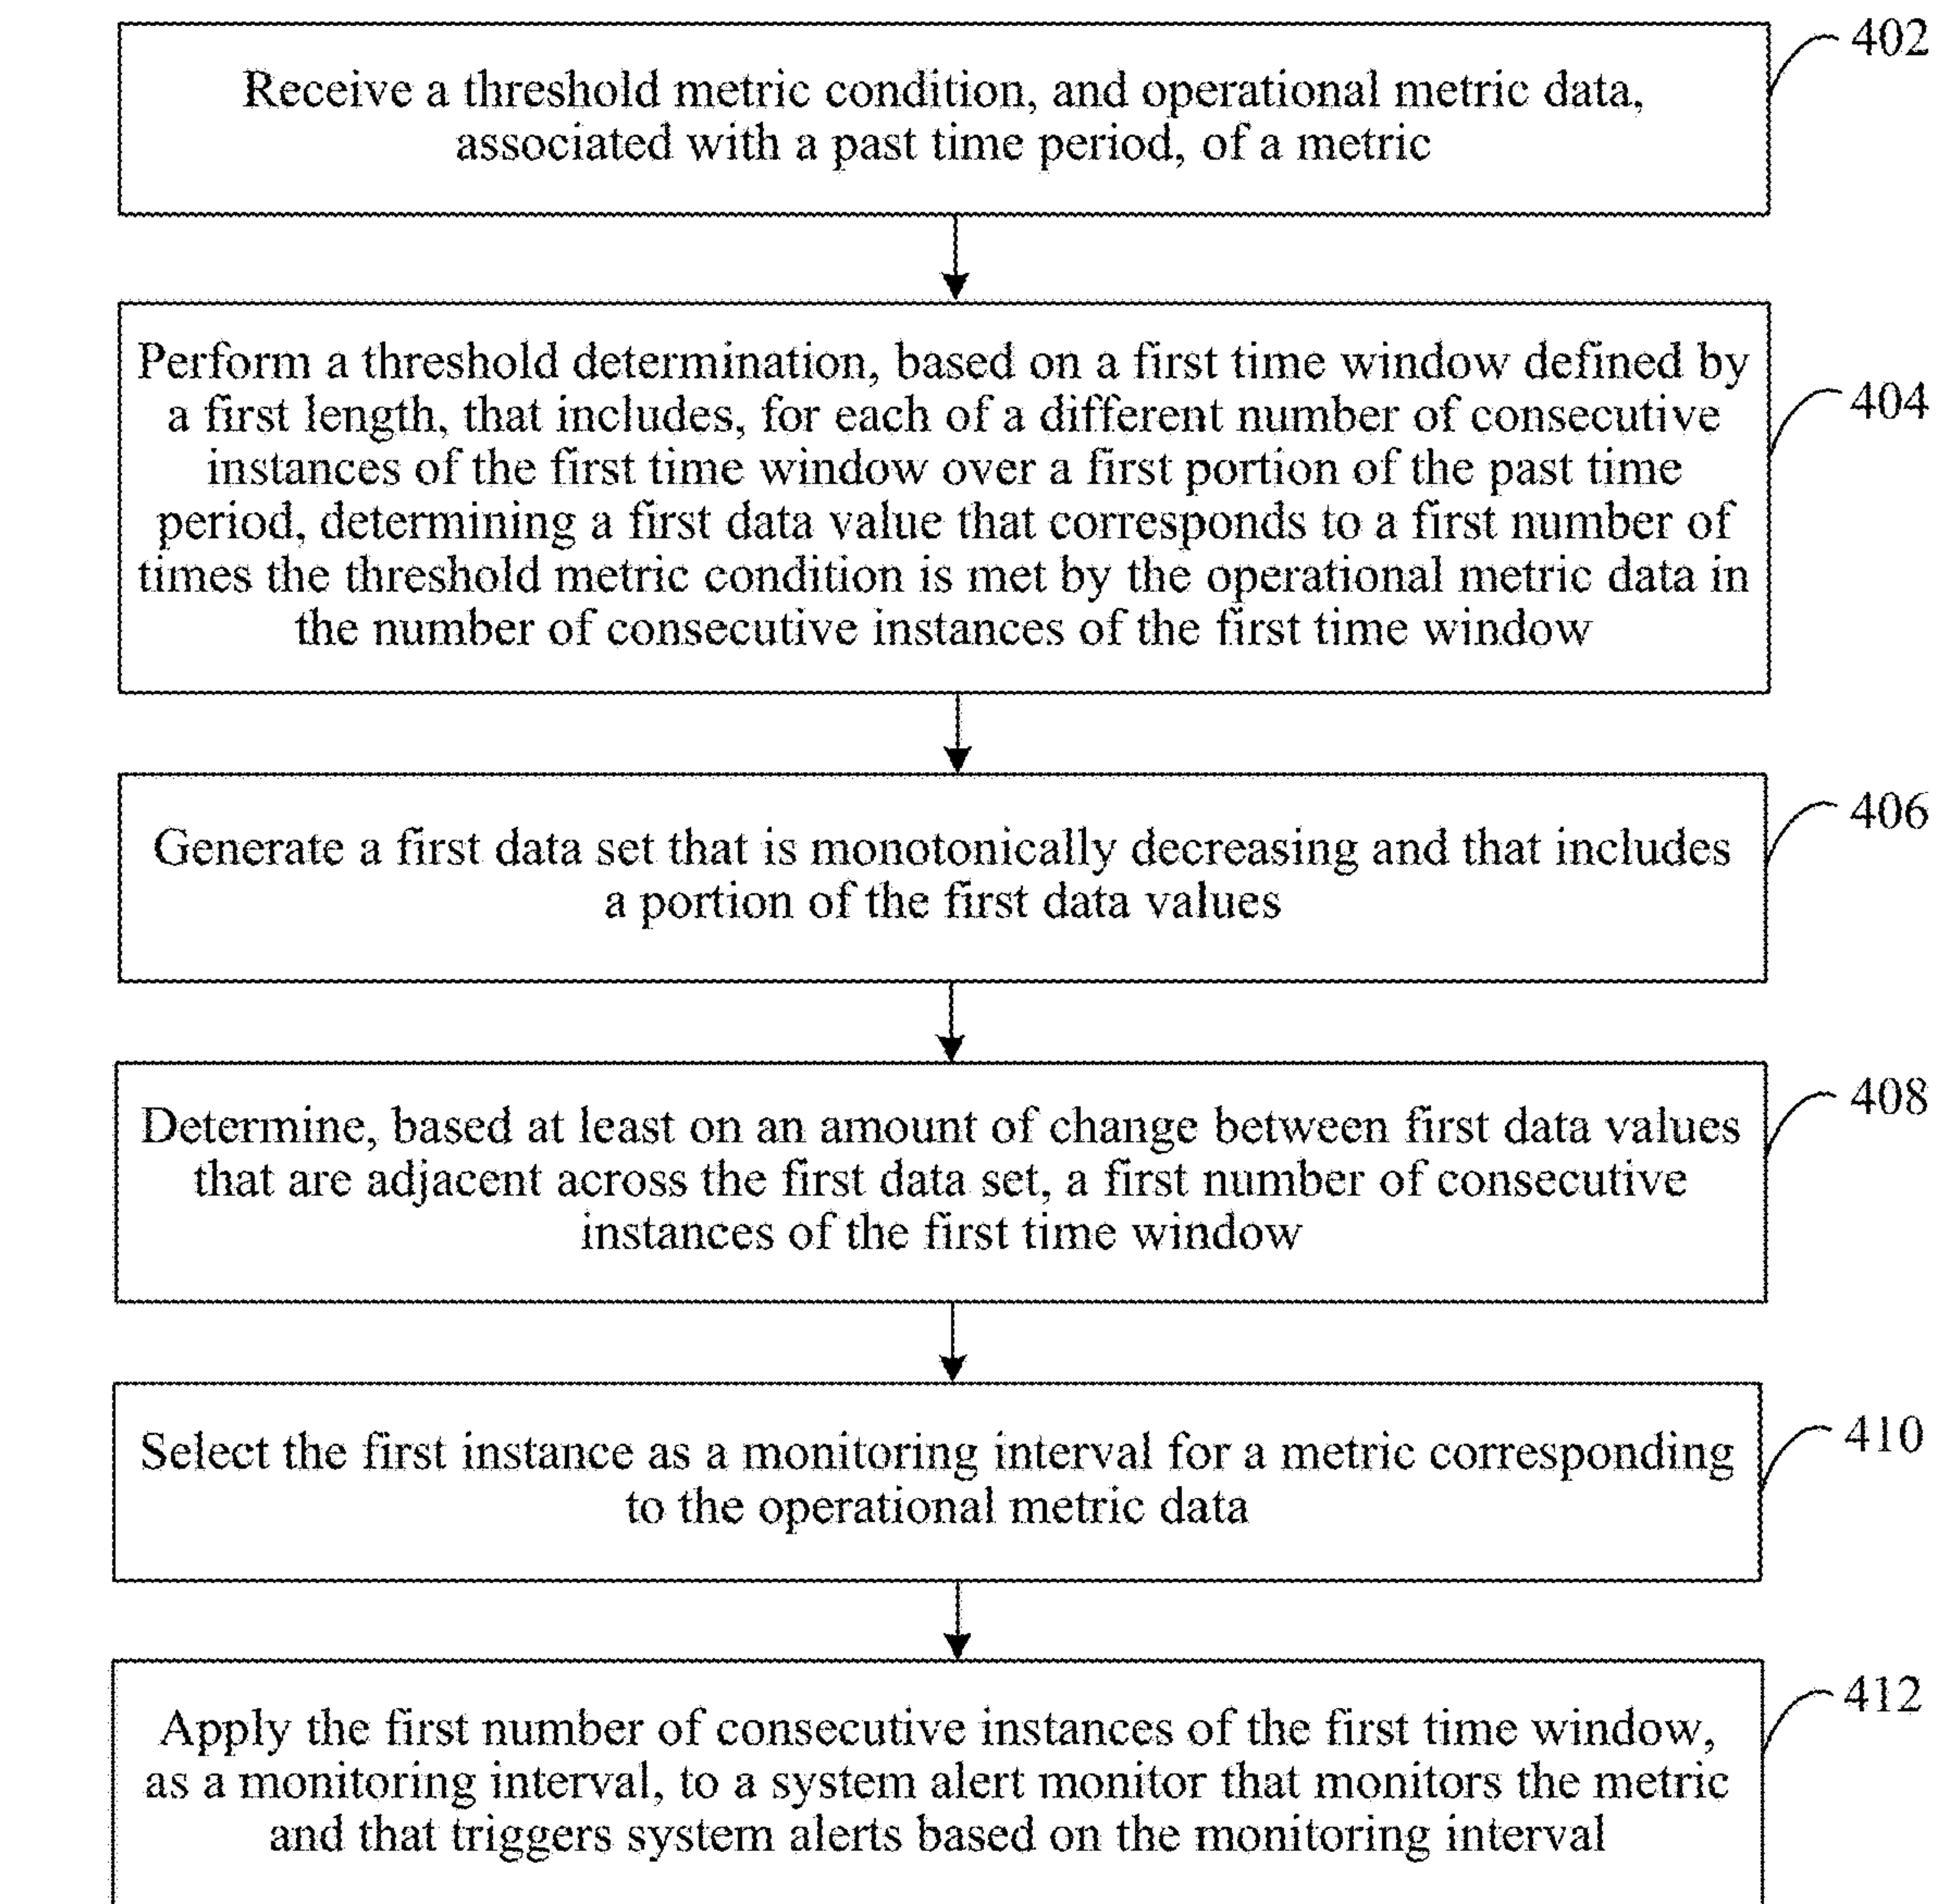 402
Receive a threshold metric condition, and operational metric data,
associated with a past time period, of a metric
404
Perform a threshold determination, based on a first time window defined by
a first length, that includes, for each of a different number of consecutive
instances of the first time window over a first portion of the past time
period, determining a first data value that corresponds to a first number of
times the threshold metric condition is met by the operational metric data in
the number of consecutive instances of the first time window
406
Generate a first data set that is monotonically decreasing and that includes
a portion of the first data values
408
Determine, based at least on an amount of change between first data values
that are adjacent across the first data set, a first number of consecutive
instances of the first time window
410
Select the first instance as a monitoring interval for a metric corresponding
to the operational metric data
412
Apply the first number of consecutive instances of the first time window,
as a monitoring interval, to a system alert monitor that monitors the metric
and that triggers system alerts based on the monitoring interval